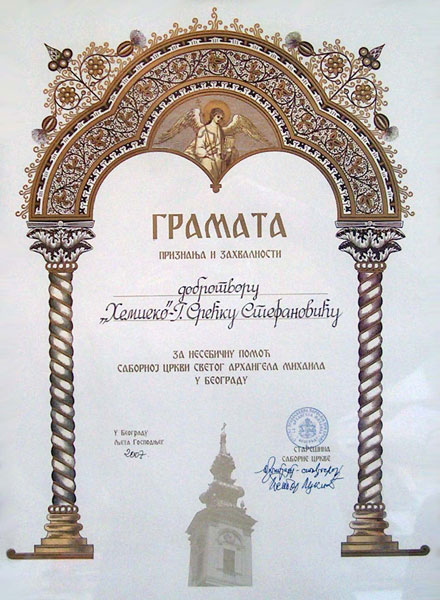 ГРАМАТА
ПРИЗНАЊА И ЗАХВАЛНОСТИ
добротвору
„Хемиеко"-Г. Срећку Стефановићу
ЗА НЕСЕБИЧНУ ПОМОЋ
САБОРНОЈ ЦРКВИ СВЕТОГ АРХАНГЕЛА МИХАИЛА
У БЕОГРАДУ
У БЕОГРАДУ
ЉЕТА ГОСПОДЊЕГ
2007
СТАРЕШИНА
САБОРНЕ ЦРКВЕ